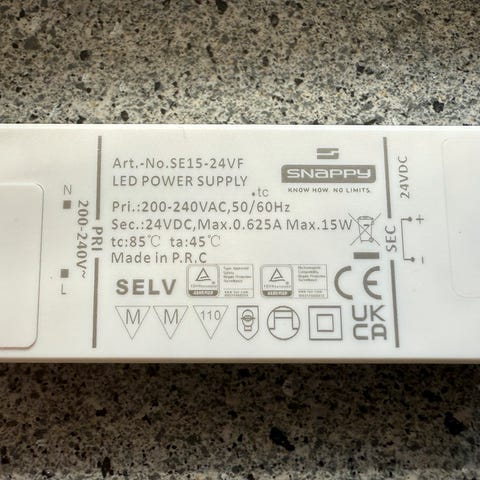 Art.-No.SE15-24VF
LED POWER SUPPLY
.tc
SNAPPY
KNOW HOW. NO LIMITS.
Pri.:200-240VAC,50/60Hz
Sec.:24VDC,Max.0.625A Max.15W
tc:85℃ ta:45℃
Made in P.R.C
N
200-240V~
L
PRI
SELV
CE
M M 110
UK
CA
SEC
24VDC
+
-